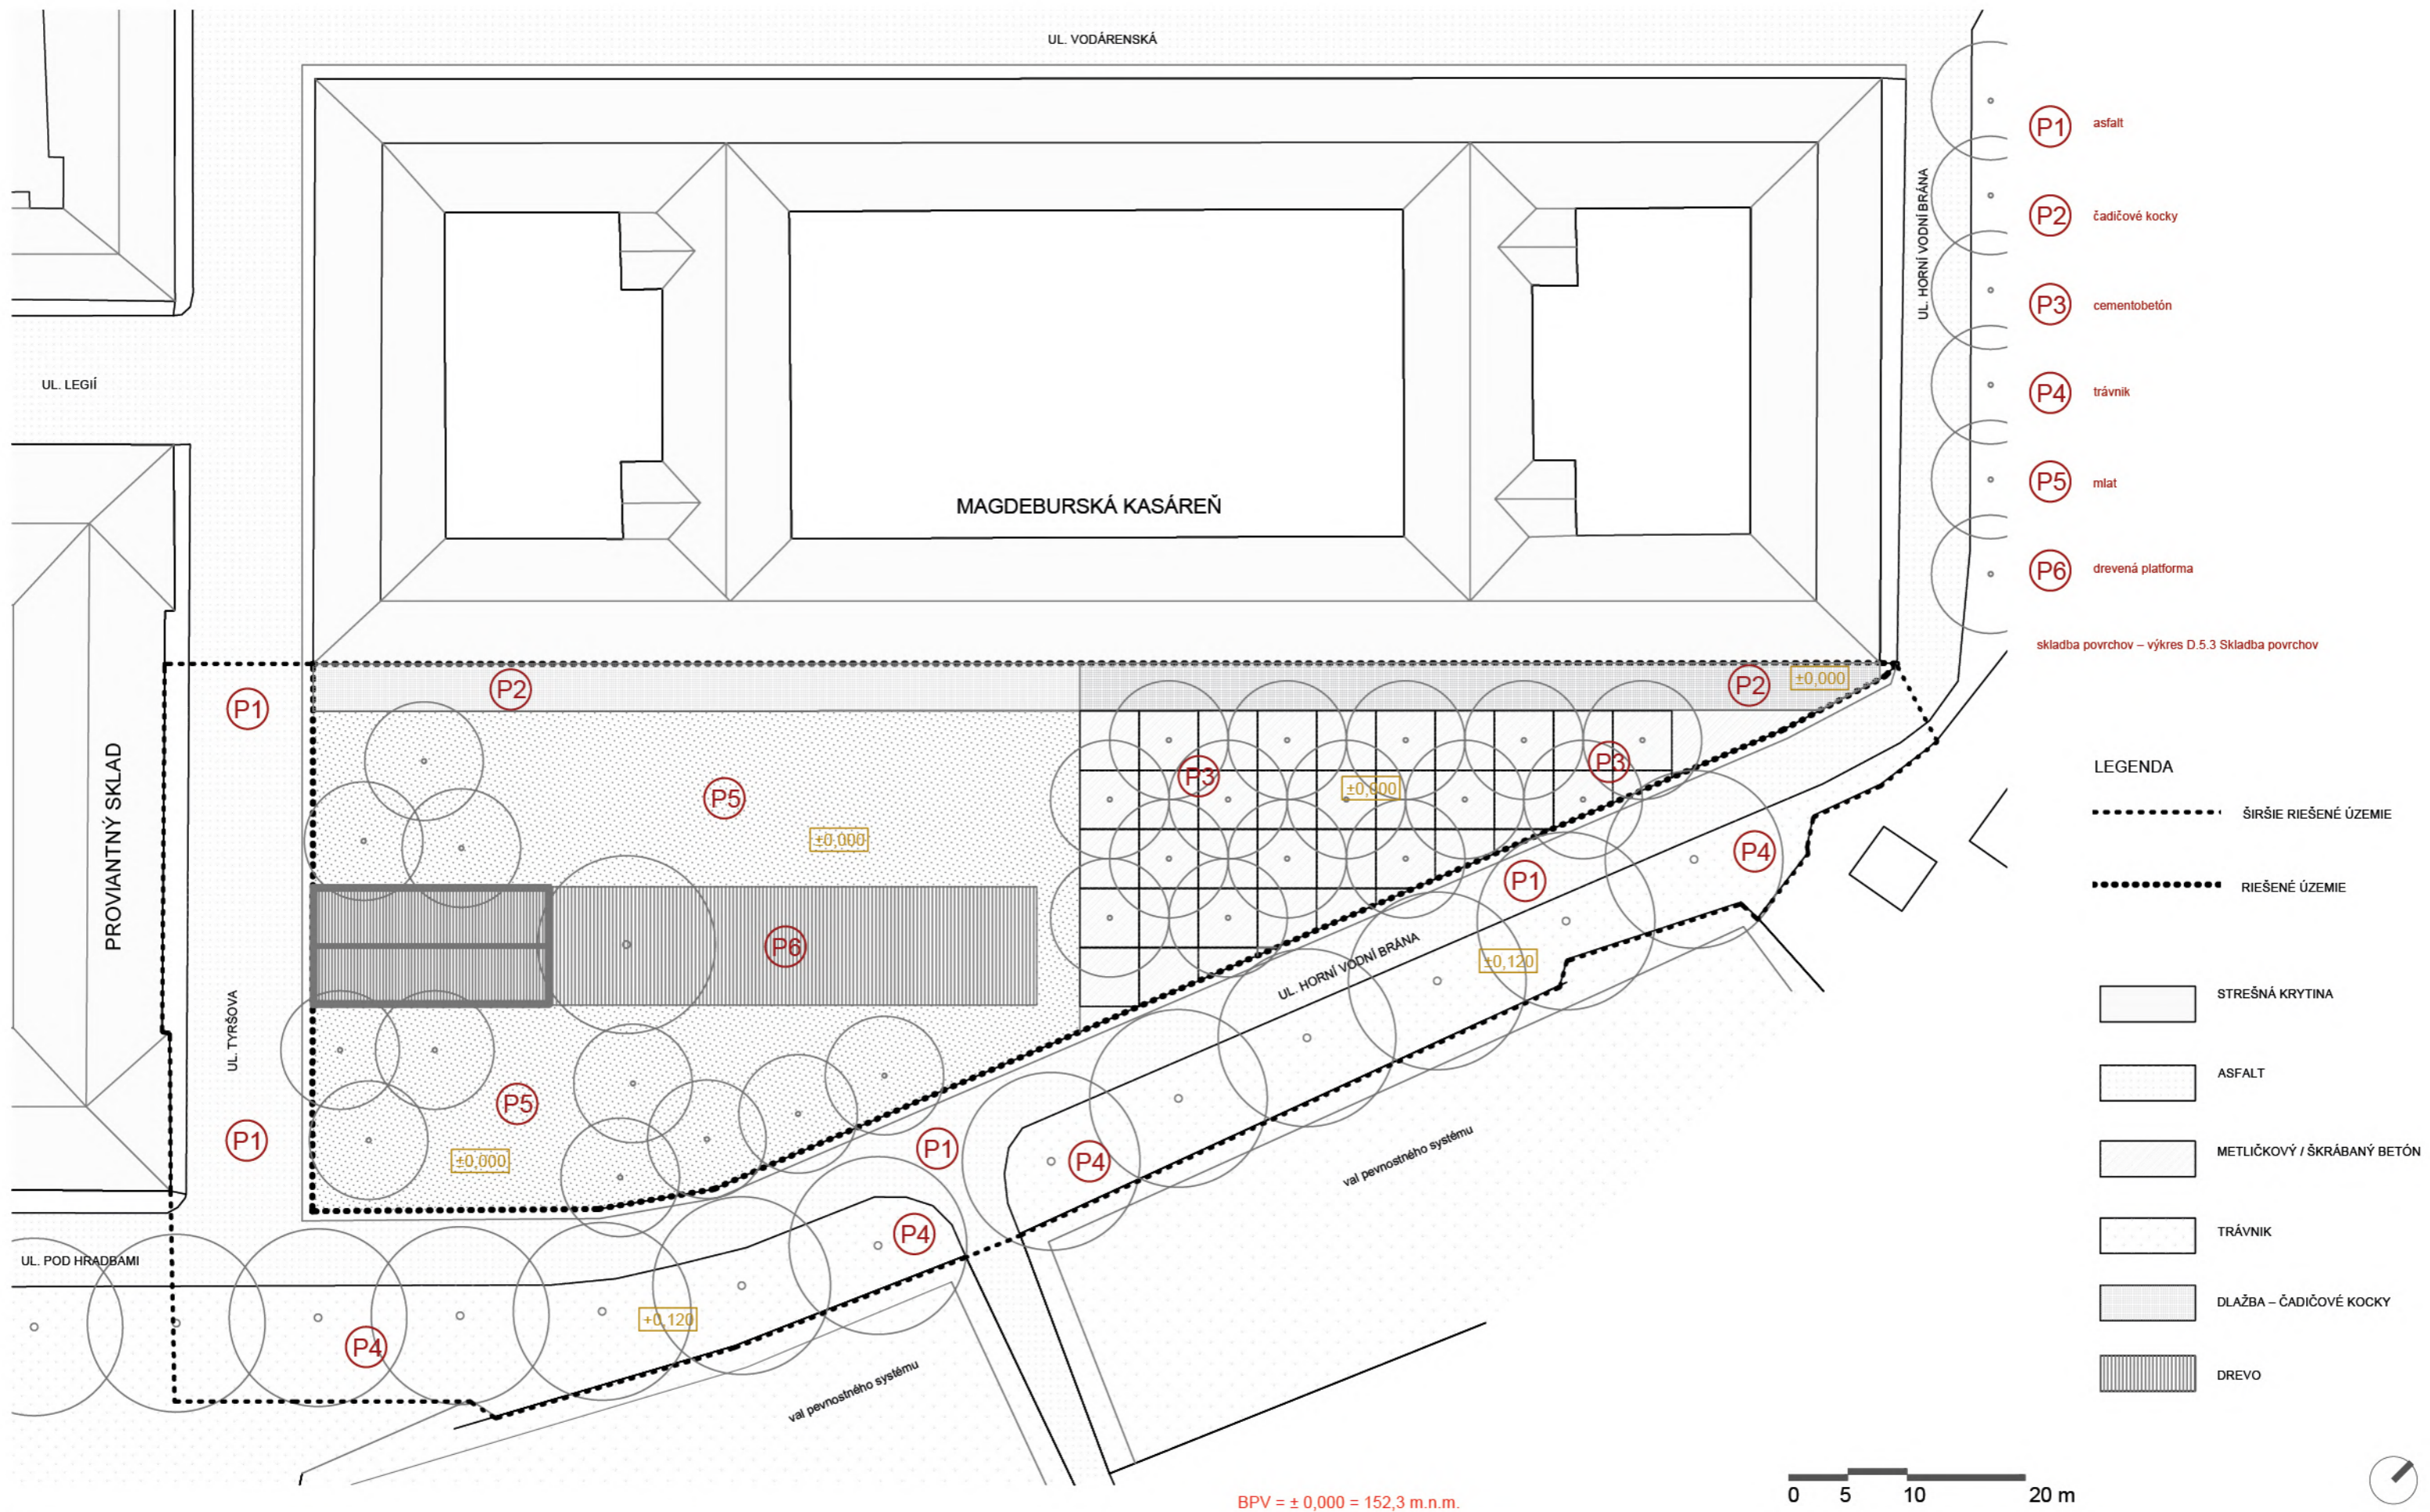 UL. VODÁRENSKÁ
UL. HORNÍ VODNÍ BRÁNA
UL. LEGIÍ
MAGDEBURSKÁ KASÁREŇ
PROVIANTNÝ SKLAD
UL. TYRŠOVA
P1
P2
P2
±0,000
P5
±0,000
P3
±0,000
P3
P6
P1
P4
UL. HORNÍ VODNÍ BRÁNA
±0,120
P5
±0,000
P1
P1
P4
P4
val pevnostného systému
UL. POD HRADBAMI
P4
+0,120
val pevnostného systému
BPV = ± 0,000 = 152,3 m.n.m.
P1 asfalt
P2 čadičové kocky
P3 cementobetón
P4 trávnik
P5 mlat
P6 drevená platforma
skladba povrchov – výkres D.5.3 Skladba povrchov
LEGENDA
ŠIRŠIE RIEŠENÉ ÚZEMIE
RIEŠENÉ ÚZEMIE
STREŠNÁ KRYTINA
ASFALT
METLIČKOVÝ / ŠKRÁBANÝ BETÓN
TRÁVNIK
DLAŽBA – ČADIČOVÉ KOCKY
DREVO
0 5 10 20 m